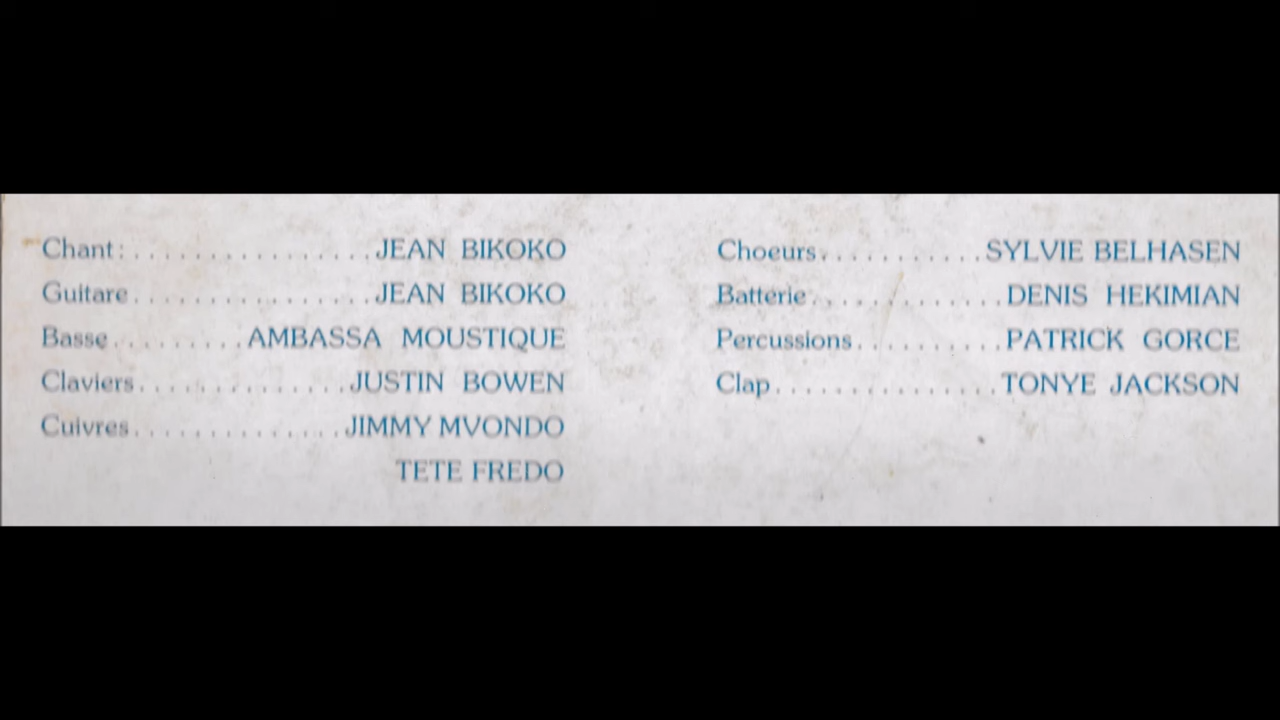 Chant:................JEAN BIKOKO
Guitare................JEAN BIKOKO
Basse.........AMBASSA MOUSTIQUE
Claviers..............JUSTIN BOWEN
Cuivres..............JIMMY MVONDO
TETE FREDO
Choeurs...........SYLVIE BELHASEN
Batterie.............DENIS HEKIMIAN
Percussions..........PATRICK GORCE
Clap...............TONYE JACKSON